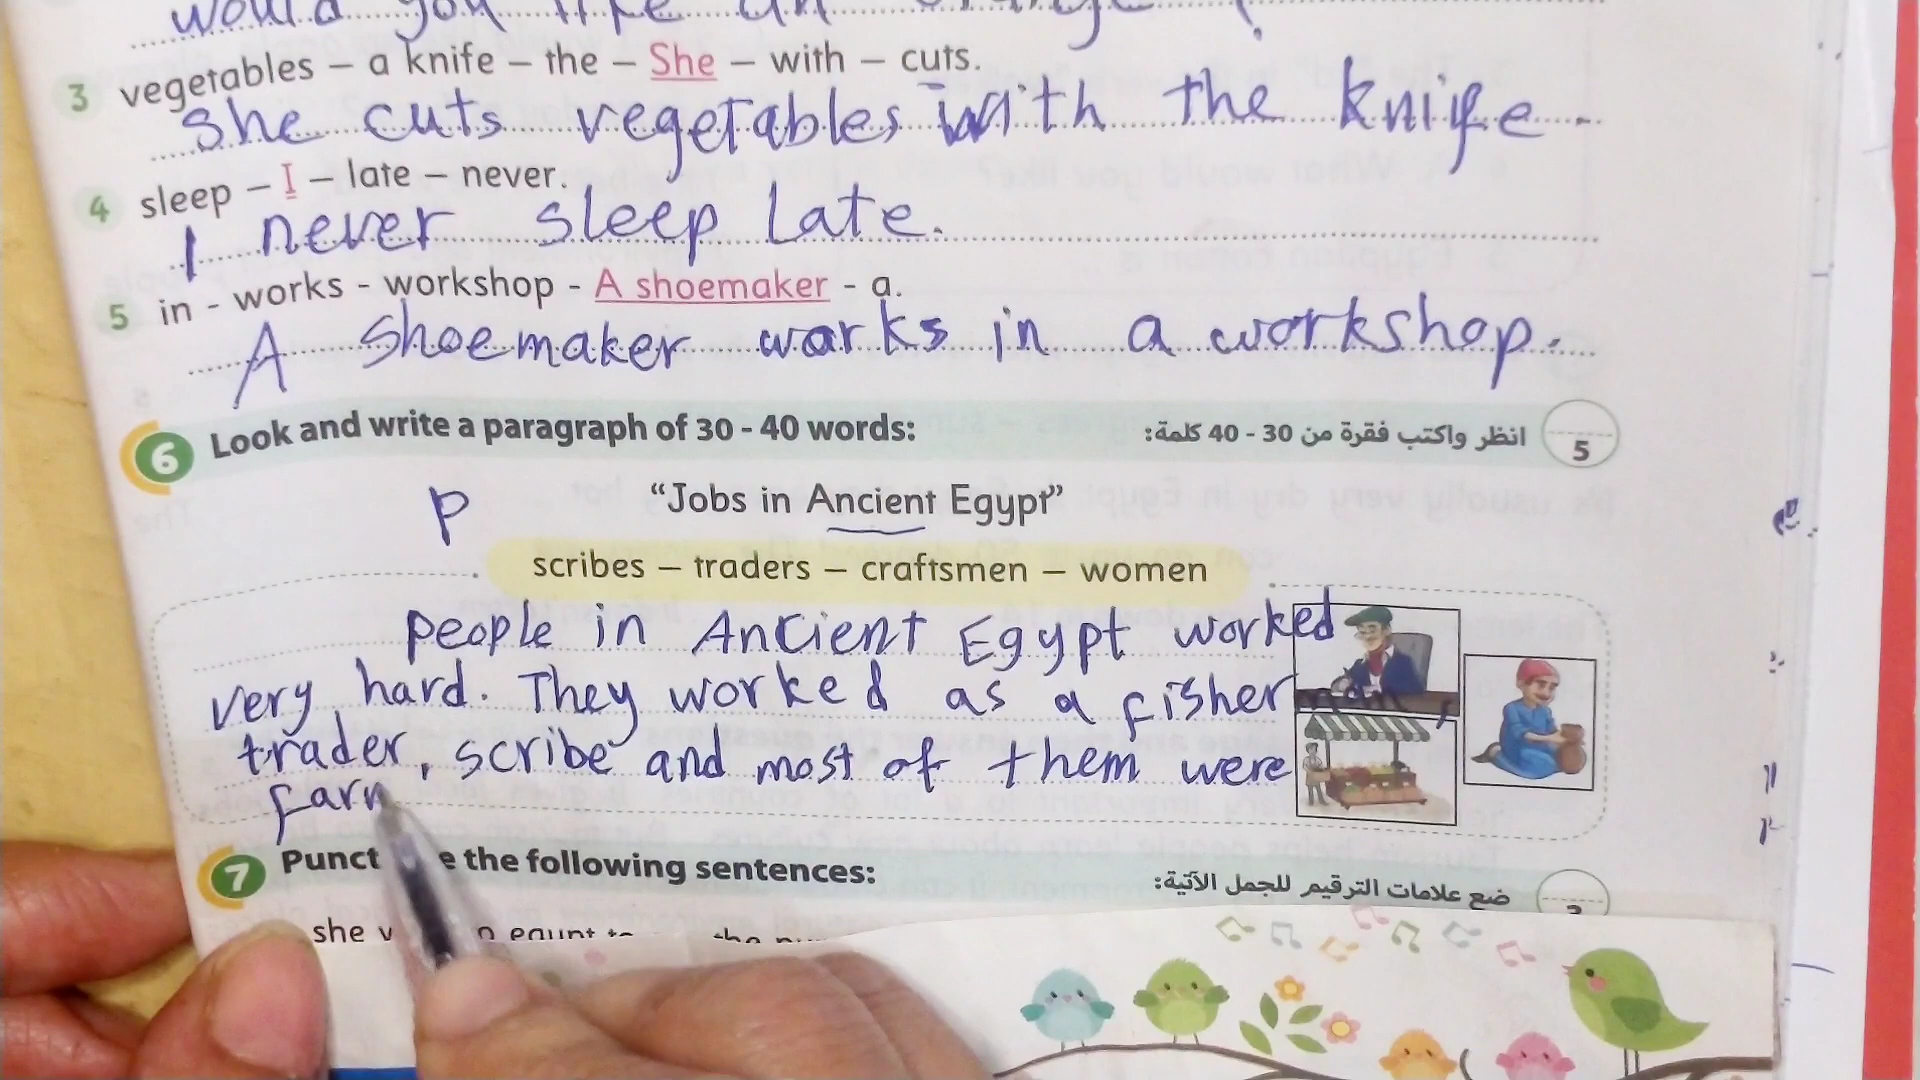 would you like an orange ?
3 vegetables – a knife – the – She – with – cuts.
she cuts vegetables with the knife.
4 sleep – I – late – never.
I never sleep late.
5 in - works - workshop - A shoemaker - a.
A shoemaker works in a workshop.
6 Look and write a paragraph of 30 - 40 words: انظر واكتب فقرة من 30 - 40 كلمة: 5
P “Jobs in Ancient Egypt”
scribes – traders – craftsmen – women
People in Ancient Egypt worked
very hard. They worked as a fisherman,
trader, scribe and most of them were
farm
7 the following sentences: ضع علامات الترقيم للجمل الآتية:
she